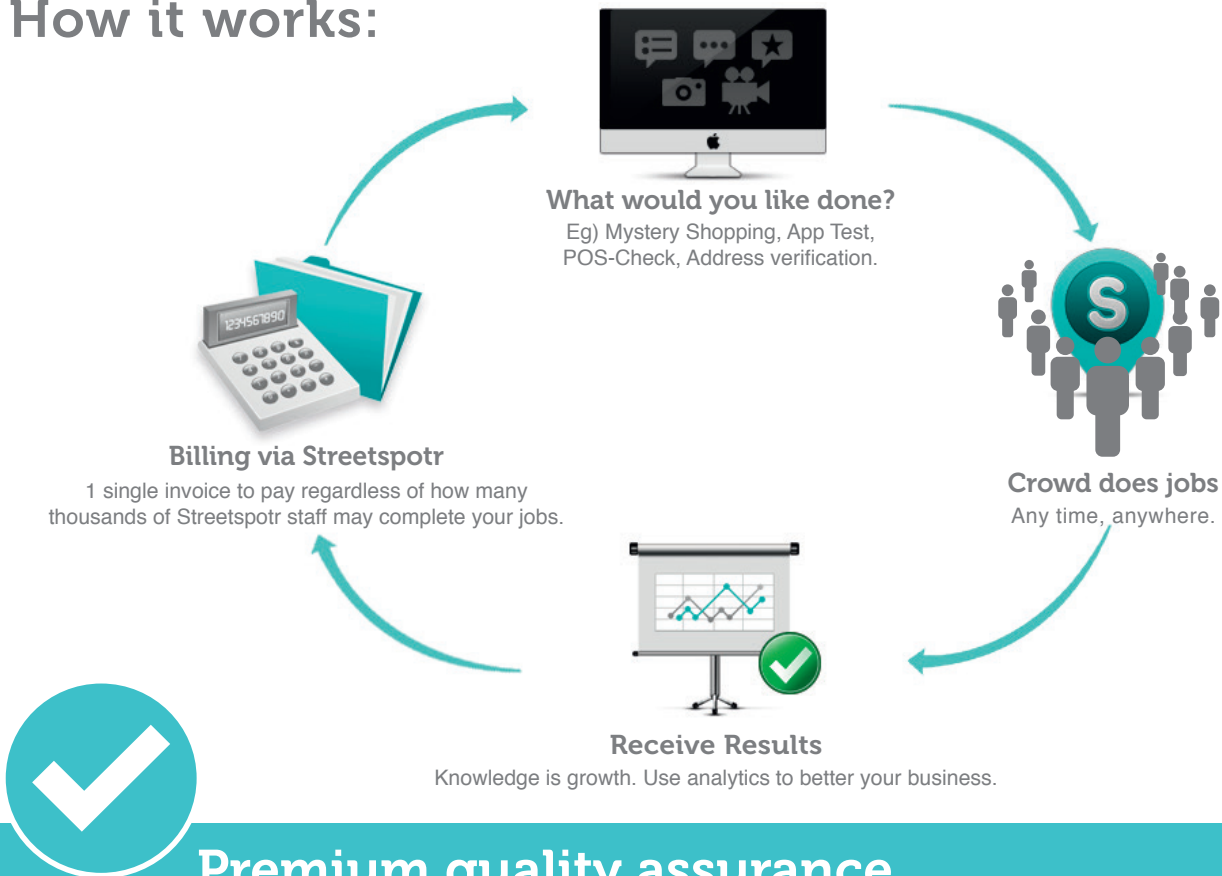 How it works:
What would you like done?
Eg) Mystery Shopping, App Test,
POS-Check, Address verification.
1234567890
S
Billing via Streetspotr
1 single invoice to pay regardless of how many
thousands of Streetspotr staff may complete your jobs.
Crowd does jobs
Any time, anywhere.
Receive Results
Knowledge is growth. Use analytics to better your business.
Premium quality assurance